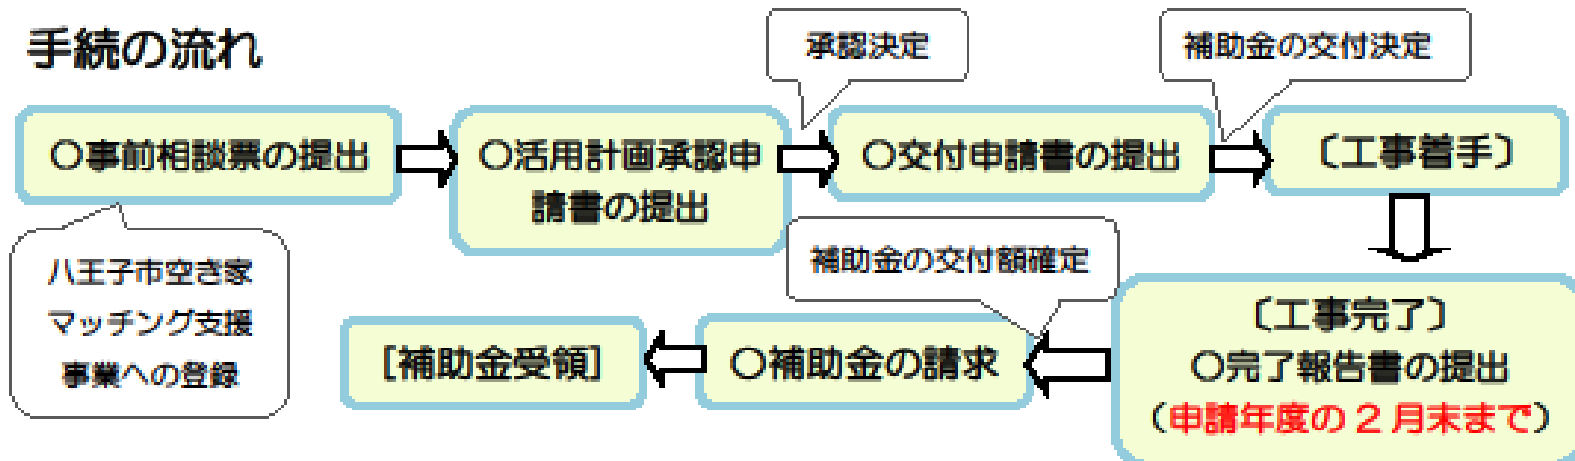 手続の流れ
承認決定
補助金の交付決定
〇事前相談票の提出
〇活用計画承認申
請書の提出
〇交付申請書の提出
〔工事着手〕
八王子市空き家
マッチング支援
事業への登録
補助金の交付額確定
〔工事完了〕
〇完了報告書の提出
（申請年度の２月末まで）
〇補助金の請求
［補助金受領］